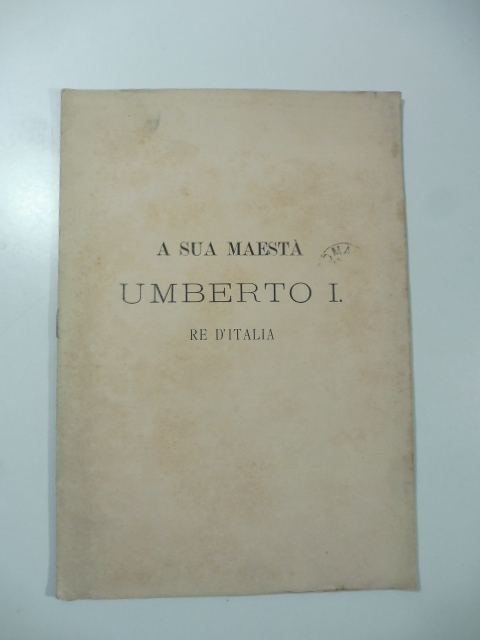 A SUA MAESTÀ
UMBERTO I.
RE D'ITALIA